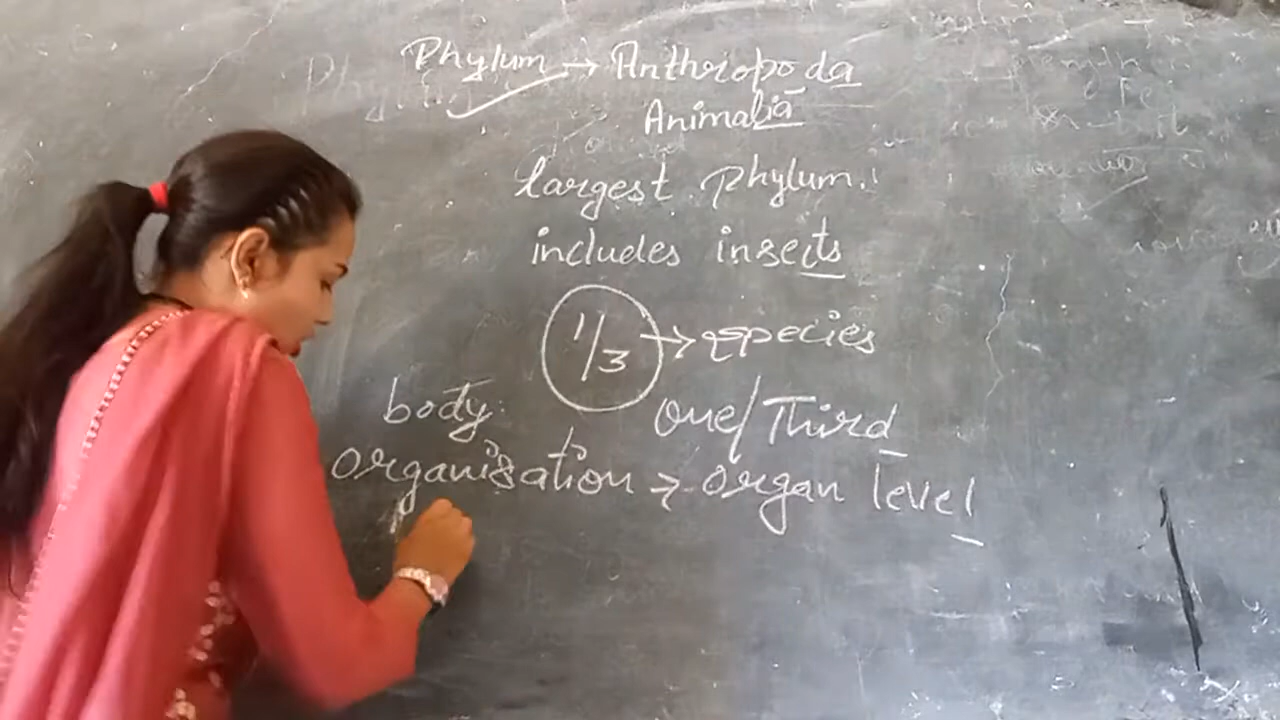 Phylum → Anthropoda
Animalia
largest Phylum.
includes insects
1/3 → species
one/Third
body
organisation → organ level